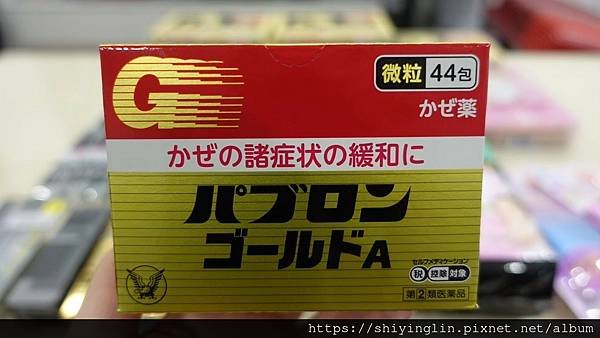 G
微粒 44包
かぜ薬
かぜの諸症状の緩和に
パブロン
ゴールドA
セルフメディケーション
税 控除 対象
指定②類医薬品
https://shiyinglin.pixnet.net/album